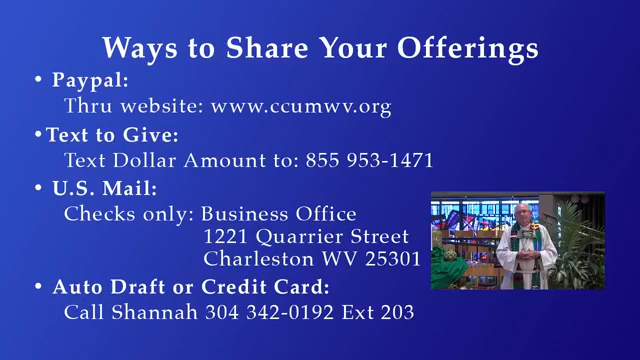 Ways to Share Your Offerings
• Paypal:
Thru website: www.ccumwv.org
•Text to Give:
Text Dollar Amount to: 855 953-1471
• U.S. Mail:
Checks only: Business Office
1221 Quarrier Street
Charleston WV 25301
• Auto Draft or Credit Card:
Call Shannah 304 342-0192 Ext 203